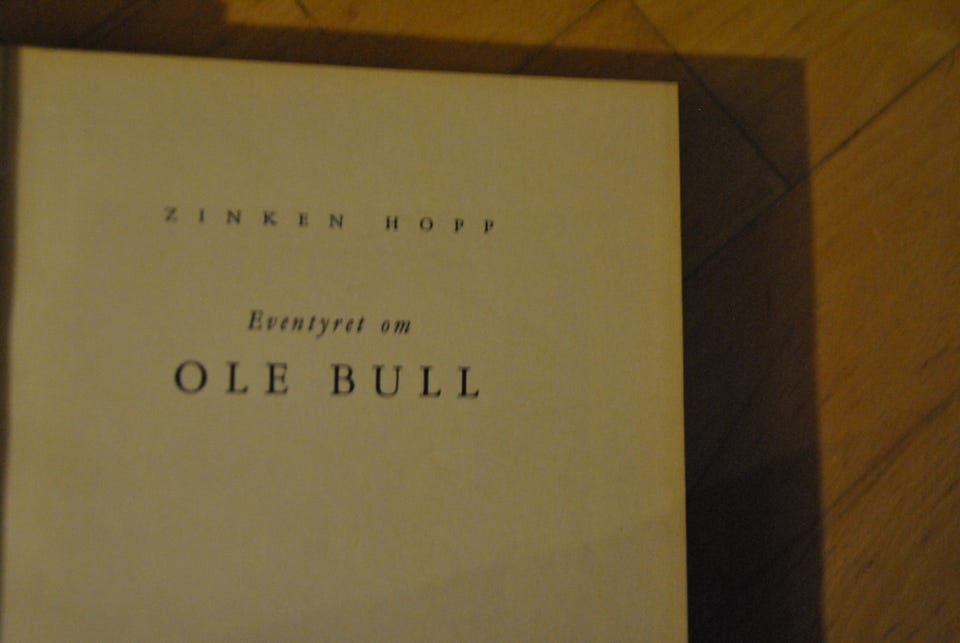 ZINKEN HOPP
Eventyret om
OLE BULL